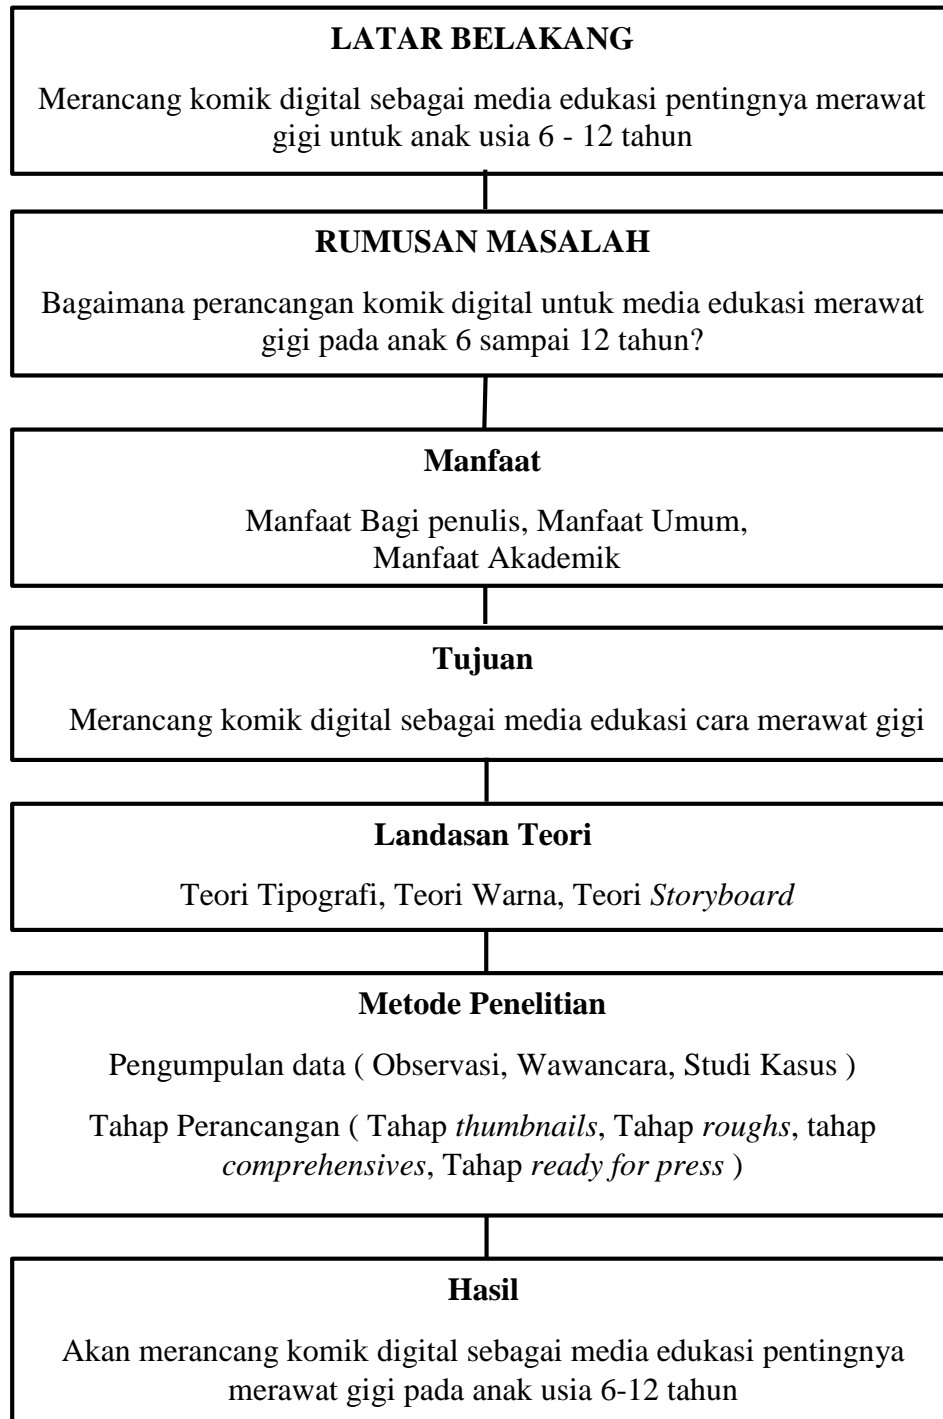 LATAR BELAKANG
Merancang komik digital sebagai media edukasi pentingnya merawat
gigi untuk anak usia 6 - 12 tahun
RUMUSAN MASALAH
Bagaimana perancangan komik digital untuk media edukasi merawat
gigi pada anak 6 sampai 12 tahun?
Manfaat
Manfaat Bagi penulis, Manfaat Umum,
Manfaat Akademik
Tujuan
Merancang komik digital sebagai media edukasi cara merawat gigi
Landasan Teori
Teori Tipografi, Teori Warna, Teori Storyboard
Metode Penelitian
Pengumpulan data ( Observasi, Wawancara, Studi Kasus )
Tahap Perancangan ( Tahap thumbnails, Tahap roughs, tahap
comprehensives, Tahap ready for press )
Hasil
Akan merancang komik digital sebagai media edukasi pentingnya
merawat gigi pada anak usia 6-12 tahun